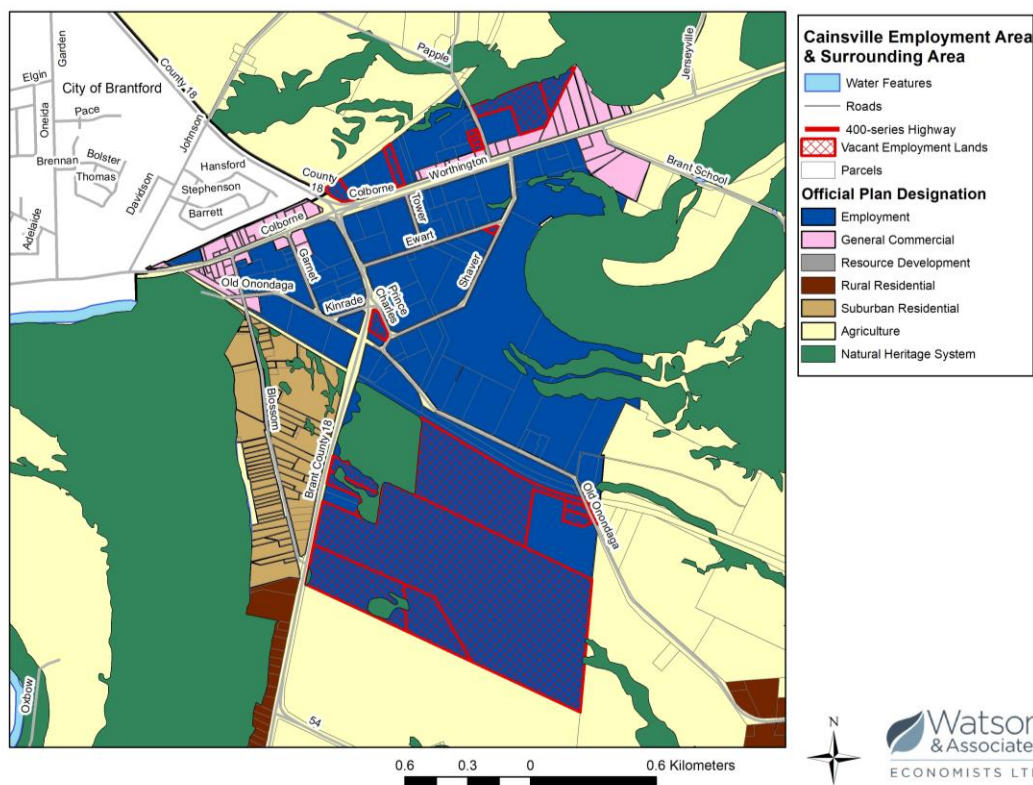 Elgin
Garden
Oneida
City of Brantford
Pace
Brennan
Bolster
Thomas
Adelaide
Davidson
Johnson
Hansford
Stephenson
Barrett
County 18
Papple
Jerseyville
County
18
Colborne
Worthington
Brant School
Colborne
Tower
Ewart
Garnet
Shaver
Old Onondaga
Kinrade
Prince
Charles
Blossom
Brant County 18
Old Onondaga
Oxbow
54
0.6 0.3 0 0.6 Kilometers
Cainsville Employment Area
& Surrounding Area
Water Features
Roads
400-series Highway
Vacant Employment Lands
Parcels
Official Plan Designation
Employment
General Commercial
Resource Development
Rural Residential
Suburban Residential
Agriculture
Natural Heritage System
N
Watson
& Associate
ECONOMISTS LT